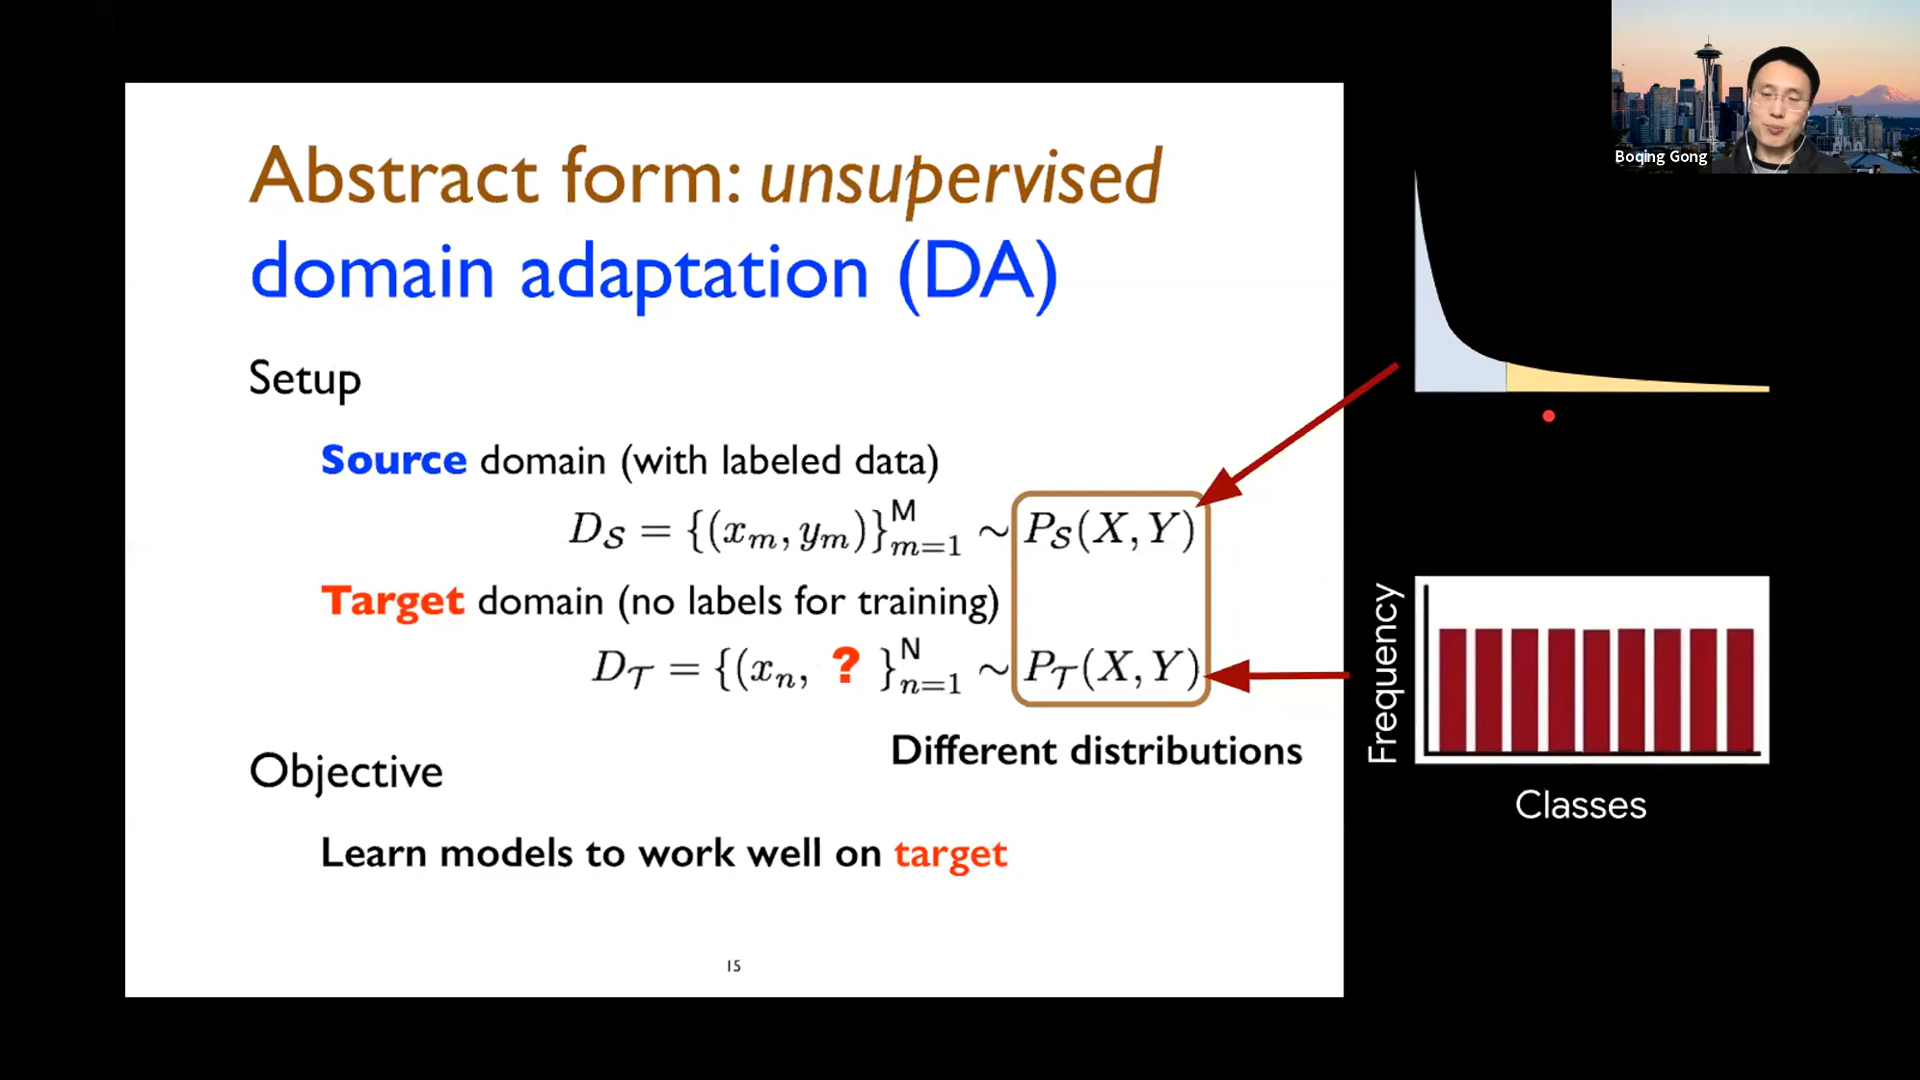 Abstract form: unsupervised
domain adaptation (DA)
Setup
Source domain (with labeled data)
D_S = {(x_m, y_m)}_{m=1}^M ~ P_S(X, Y)
Target domain (no labels for training)
D_T = {(x_n, ? }_{n=1}^N ~ P_T(X, Y)
Different distributions
Objective
Learn models to work well on target
15
Boqing Gong
Frequency
Classes